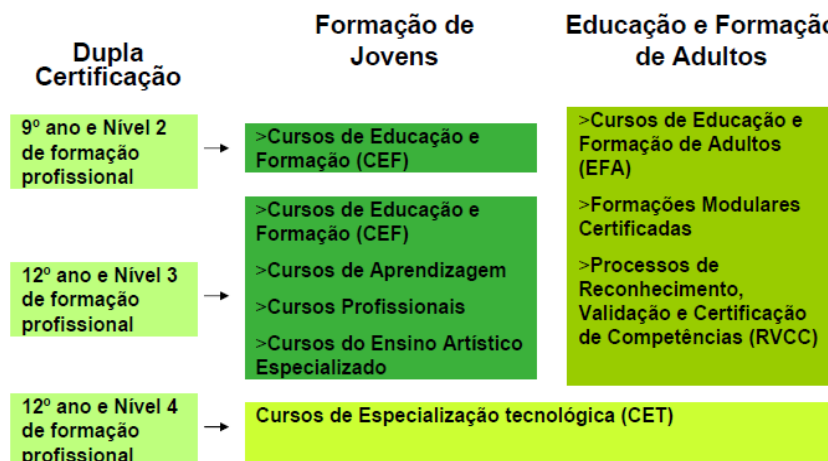 Dupla
Certificação
Formação de
Jovens
Educação e Formação
de Adultos
9º ano e Nível 2
de formação
profissional
>Cursos de Educação e
Formação (CEF)
>Cursos de Educação e
Formação de Adultos
(EFA)
>Formações Modulares
Certificadas
>Processos de
Reconhecimento,
Validação e Certificação
de Competências (RVCC)
12º ano e Nível 3
de formação
profissional
>Cursos de Educação e
Formação (CEF)
>Cursos de Aprendizagem
>Cursos Profissionais
>Cursos do Ensino Artístico
Especializado
12º ano e Nível 4
de formação
profissional
Cursos de Especialização tecnológica (CET)